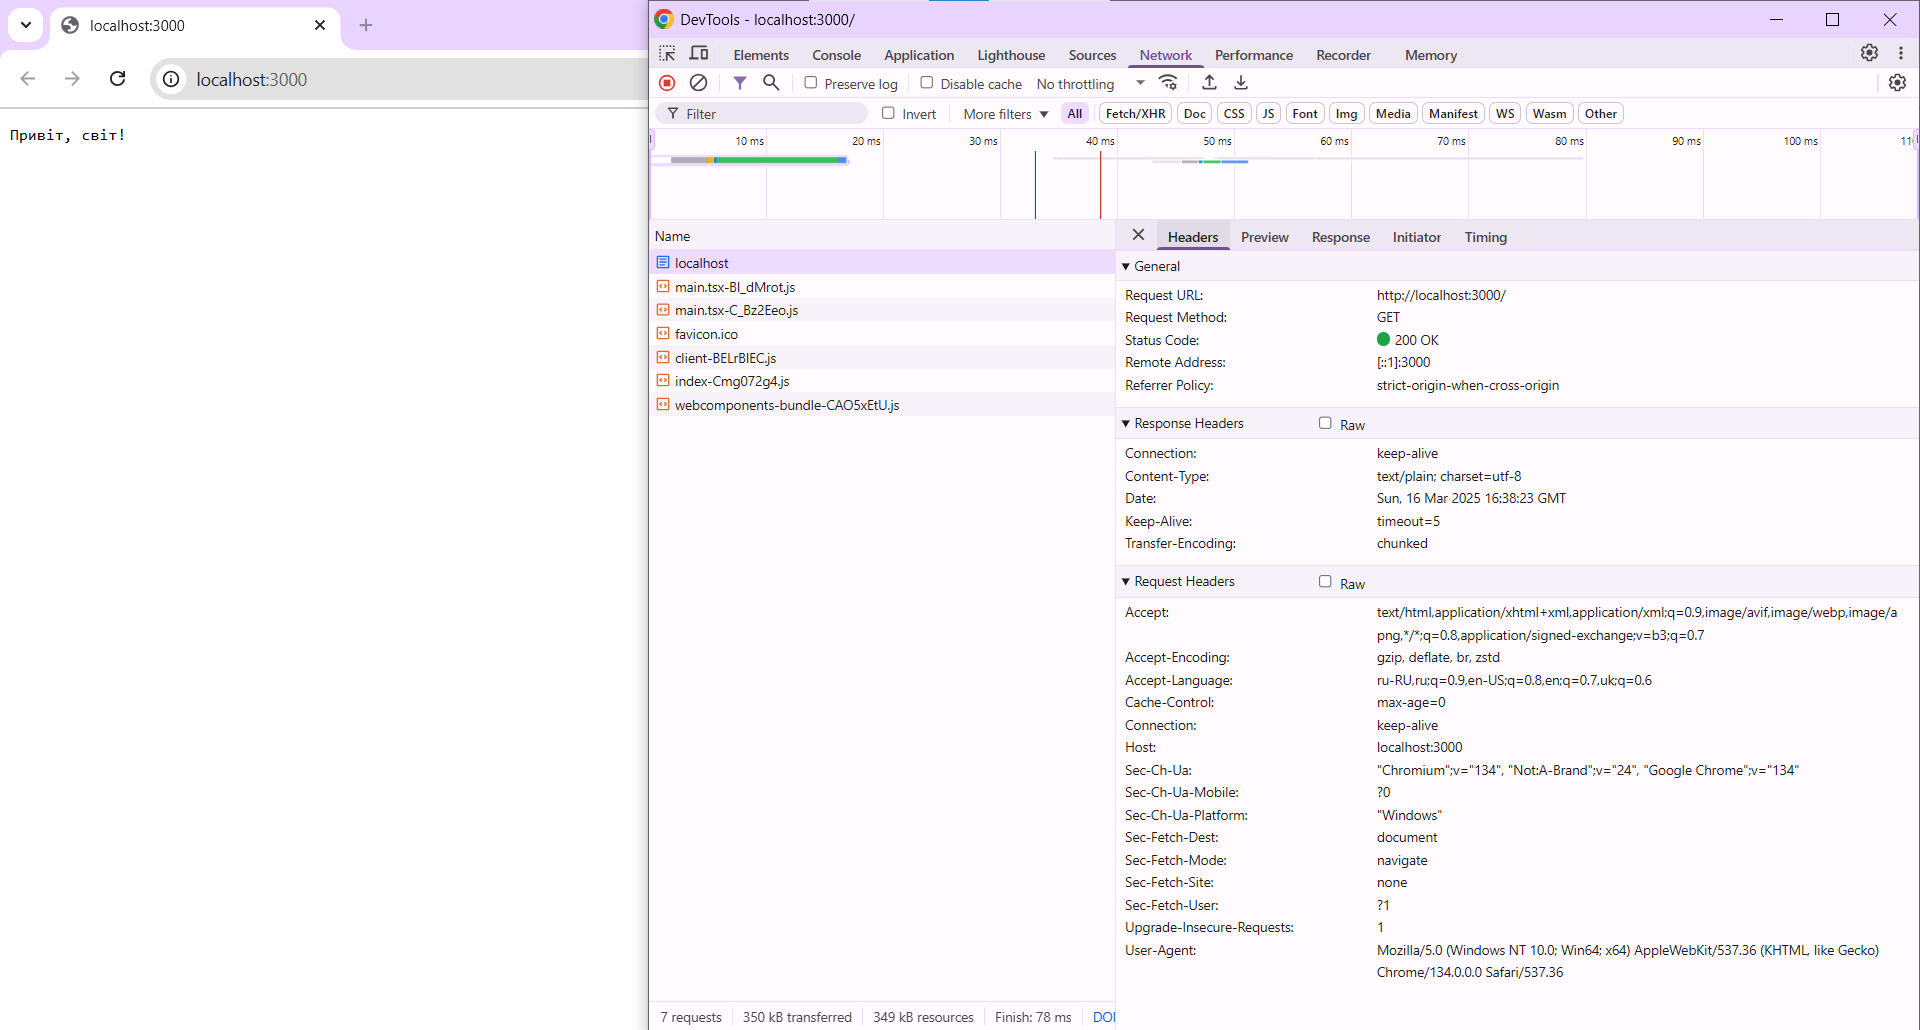 localhost:3000
localhost:3000
Привіт, світ!
DevTools - localhost:3000/
Elements Console Application Lighthouse Sources Network Performance Recorder Memory
Preserve log Disable cache No throttling
Filter Invert More filters All Fetch/XHR Doc CSS JS Font Img Media Manifest WS Wasm Other
10 ms 20 ms 30 ms 40 ms 50 ms 60 ms 70 ms 80 ms 90 ms 100 ms
Name
localhost
main.tsx-Bl_dMrot.js
main.tsx-C_Bz2Eeo.js
favicon.ico
client-BELrBlEC.js
index-Cmg072g4.js
webcomponents-bundle-CAO5xEtU.js
7 requests 350 kB transferred 349 kB resources Finish: 78 ms
Headers Preview Response Initiator Timing
General
Request URL: http://localhost:3000/
Request Method: GET
Status Code: 200 OK
Remote Address: [::1]:3000
Referrer Policy: strict-origin-when-cross-origin
Response Headers Raw
Connection: keep-alive
Content-Type: text/plain; charset=utf-8
Date: Sun, 16 Mar 2025 16:38:23 GMT
Keep-Alive: timeout=5
Transfer-Encoding: chunked
Request Headers Raw
Accept: text/html,application/xhtml+xml,application/xml;q=0.9,image/avif,image/webp,image/a
png,*/*;q=0.8,application/signed-exchange;v=b3;q=0.7
Accept-Encoding: gzip, deflate, br, zstd
Accept-Language: ru-RU,ru;q=0.9,en-US;q=0.8,en;q=0.7,uk;q=0.6
Cache-Control: max-age=0
Connection: keep-alive
Host: localhost:3000
Sec-Ch-Ua: "Chromium";v="134", "Not:A-Brand";v="24", "Google Chrome";v="134"
Sec-Ch-Ua-Mobile: ?0
Sec-Ch-Ua-Platform: "Windows"
Sec-Fetch-Dest: document
Sec-Fetch-Mode: navigate
Sec-Fetch-Site: none
Sec-Fetch-User: ?1
Upgrade-Insecure-Requests: 1
User-Agent: Mozilla/5.0 (Windows NT 10.0; Win64; x64) AppleWebKit/537.36 (KHTML, like Gecko)
Chrome/134.0.0.0 Safari/537.36